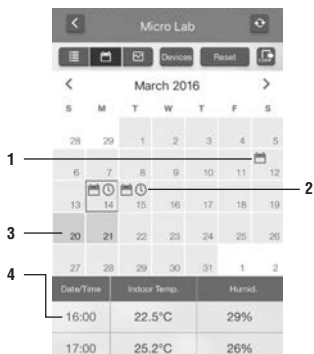 Micro Lab
Devices Reset
March 2016
S M T W T F S
28 29 1 2 3 4 5
1
6 7 8 9 10 11 12
2
13 14 15 16 17 18 19
3
20 21 22 23 24 25 26
4
27 28 29 30 31 1 2
Date/Time Indoor Temp. Humid.
16:00 22.5°C 29%
17:00 25.2°C 26%